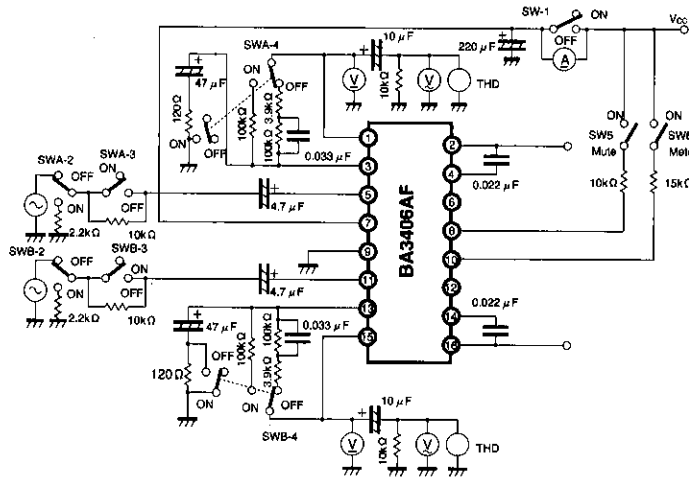 SW-1
ON
OFF
A
Vcc
SWA-4
10 μF
220 μF
47 μF
120Ω
ON
OFF
ON
OFF
100kΩ
3.9kΩ
100kΩ
0.033 μF
V
10kΩ
V
THD
ON
SW5
Mute
ON
10kΩ
15kΩ
SWA-2
SWA-3
ON
OFF
ON
OFF
2.2kΩ
10kΩ
4.7 μF
SWB-2
SWB-3
OFF
ON
ON
OFF
2.2kΩ
10kΩ
4.7 μF
BA3406AF
1
3
5
7
9
11
13
15
2
4
6
8
10
12
14
16
0.022 μF
0.022 μF
47 μF
120Ω
OFF
ON
100kΩ
100kΩ
3.9kΩ
0.033 μF
ON
OFF
SWB-4
10 μF
V
10kΩ
V
THD